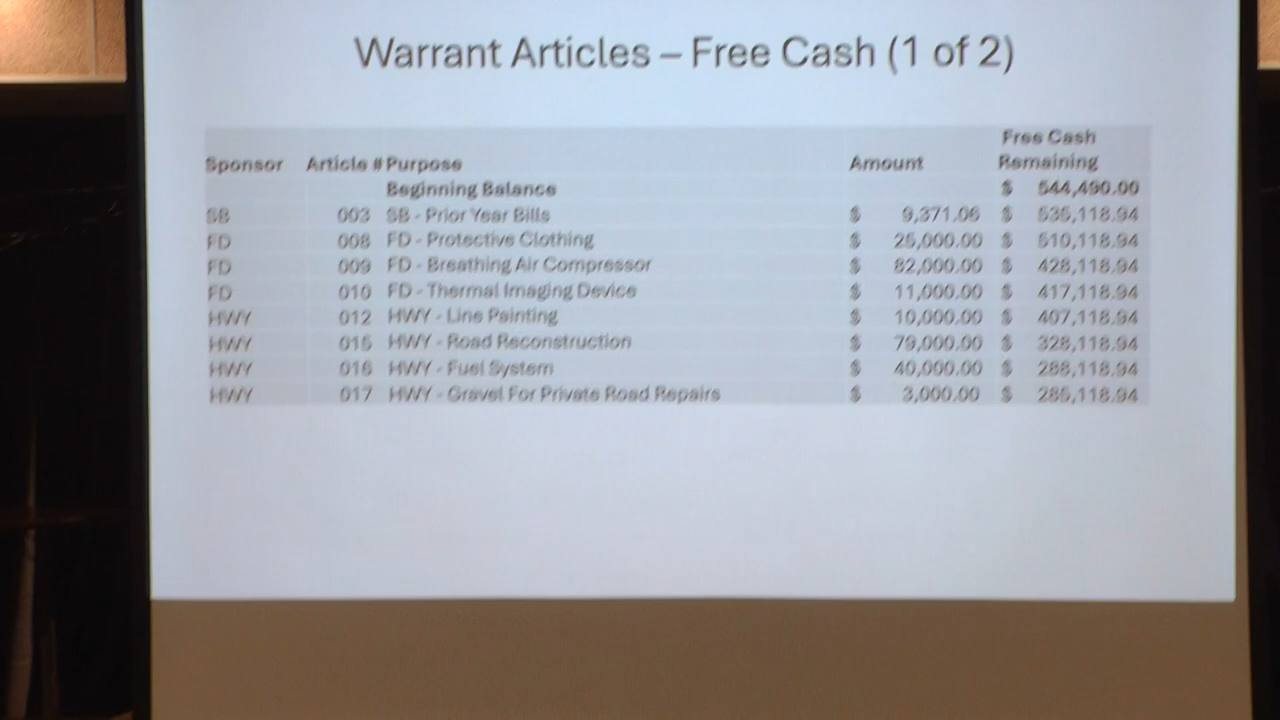 Warrant Articles – Free Cash (1 of 2)
Sponsor Article # Purpose Amount Free Cash Remaining
Beginning Balance $ 544,490.00
SB 003 SB - Prior Year Bills $ 9,371.06 $ 535,118.94
FD 008 FD - Protective Clothing $ 25,000.00 $ 510,118.94
FD 009 FD - Breathing Air Compressor $ 82,000.00 $ 428,118.94
FD 010 FD - Thermal Imaging Device $ 11,000.00 $ 417,118.94
HWY 012 HWY - Line Painting $ 10,000.00 $ 407,118.94
HWY 015 HWY - Road Reconstruction $ 79,000.00 $ 328,118.94
HWY 016 HWY - Fuel System $ 40,000.00 $ 288,118.94
HWY 017 HWY - Gravel For Private Road Repairs $ 3,000.00 $ 285,118.94